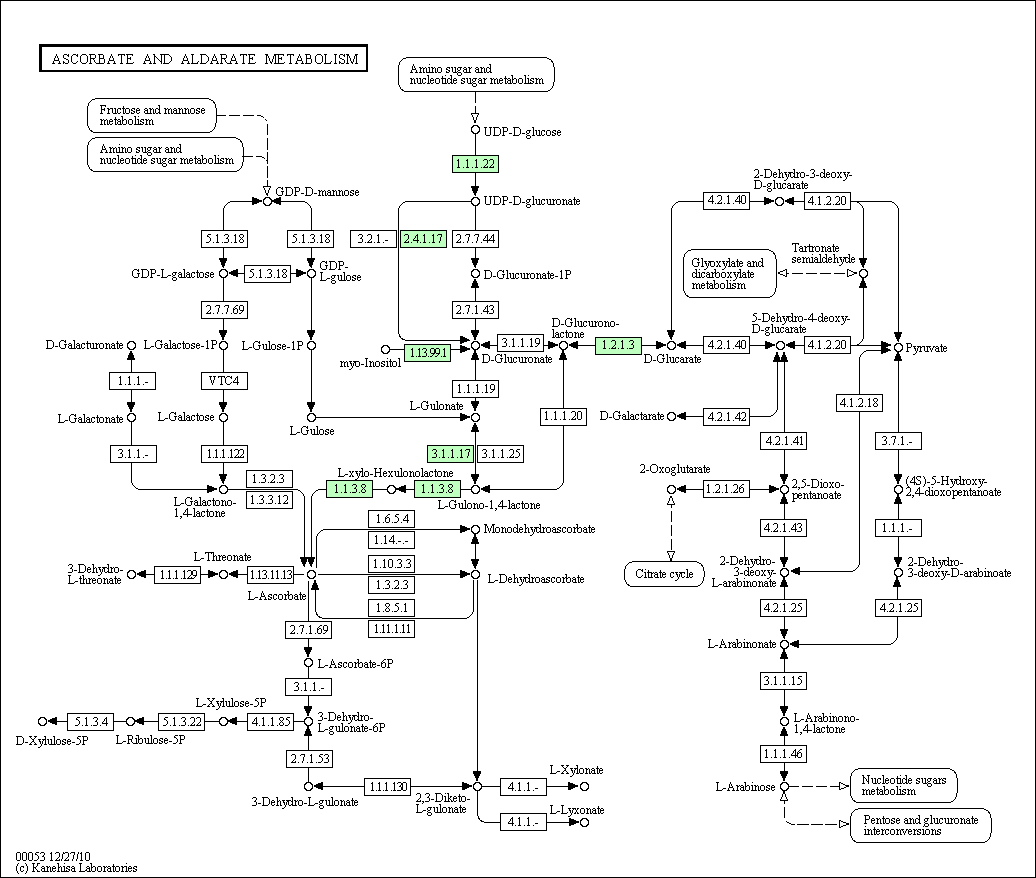 ASCORBATE AND ALDARATE METABOLISM
Amino sugar and
nucleotide sugar metabolism
Fructose and mannose
metabolism
Amino sugar and
nucleotide sugar metabolism
UDP-D-glucose
1.1.1.22
GDP-D-mannose
UDP-D-glucuronate
2-Dehydro-3-deoxy-
D-glucarate
4.2.1.40
4.1.2.20
5.1.3.18
5.1.3.18
3.2.1.-
2.4.1.17
2.7.7.44
Tartronate
semialdehyde
Glyoxylate and
dicarboxylate
metabolism
GDP-L-galactose
5.1.3.18
GDP-
L-gulose
D-Glucuronate-1P
2.7.7.69
2.7.1.43
D-Glucurono-
lactone
5-Dehydro-4-deoxy-
D-glucarate
D-Galacturonate
L-Galactose-1P
L-Gulose-1P
myo-Inositol
1.13.99.1
D-Glucuronate
3.1.1.19
1.2.1.3
D-Glucarate
4.2.1.40
4.1.2.20
Pyruvate
1.1.1.-
VTC4
1.1.1.19
4.1.2.18
L-Galactonate
L-Galactose
L-Gulose
L-Gulonate
1.1.1.20
D-Galactarate
4.2.1.42
3.1.1.-
1.1.1.122
3.1.1.17
3.1.1.25
4.2.1.41
3.7.1.-
L-Galactono-
1,4-lactone
1.3.2.3
1.3.3.12
L-xylo-Hexulonolactone
1.1.3.8
1.1.3.8
L-Gulono-1,4-lactone
2-Oxoglutarate
1.2.1.26
2,5-Dioxo-
pentanoate
(4S)-5-Hydroxy-
2,4-dioxopentanoate
1.6.5.4
1.14.-.-
Monodehydroascorbate
4.2.1.43
1.1.1.-
3-Dehydro-
L-threonate
1.1.1.129
L-Threonate
1.13.11.13
L-Ascorbate
1.10.3.3
1.3.2.3
L-Dehydroascorbate
Citrate cycle
2-Dehydro-
3-deoxy-
L-arabinonate
2-Dehydro-
3-deoxy-D-arabinoate
1.8.5.1
1.11.1.11
4.2.1.25
4.2.1.25
2.7.1.69
L-Arabinonate
L-Ascorbate-6P
3.1.1.-
3.1.1.15
L-Xylulose-5P
D-Xylulose-5P
5.1.3.4
L-Ribulose-5P
5.1.3.22
4.1.1.85
3-Dehydro-
L-gulonate-6P
L-Arabinono-
1,4-lactone
2.7.1.53
1.1.1.46
3-Dehydro-L-gulonate
1.1.1.130
2,3-Diketo-
L-gulonate
4.1.1.-
L-Xylonate
L-Arabinose
Nucleotide sugars
metabolism
4.1.1.-
L-Lyxonate
Pentose and glucuronate
interconversions
00053 12/27/10
(c) Kanehisa Laboratories